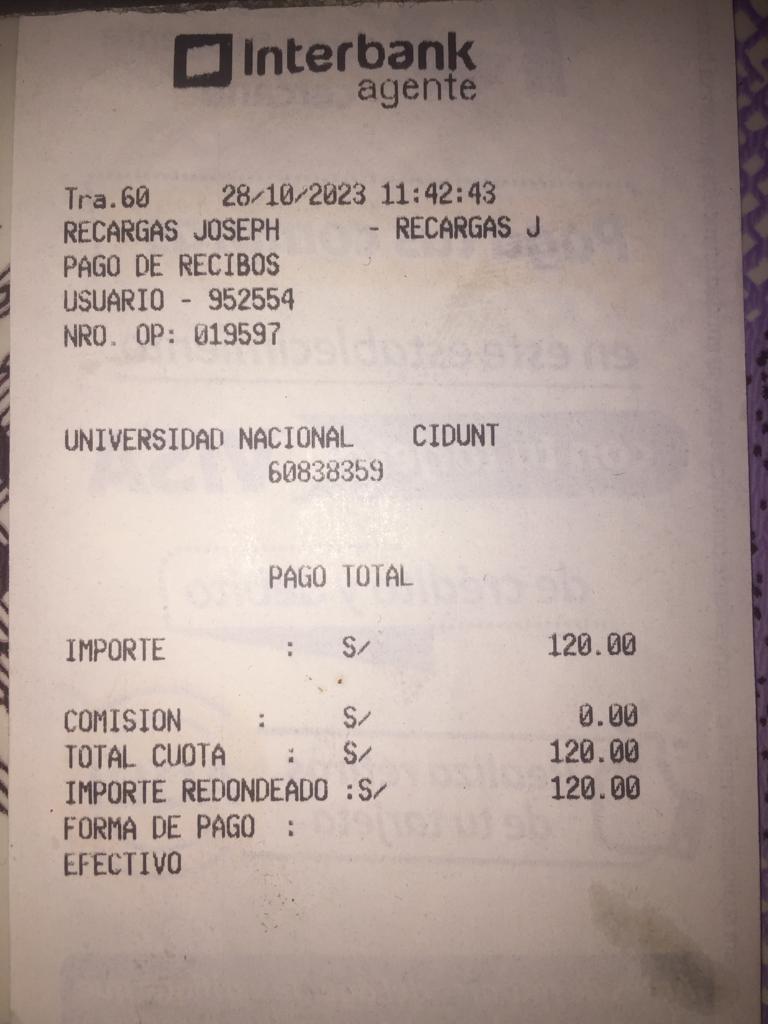 Interbank
agente
Tra.60 28/10/2023 11:42:43
RECARGAS JOSEPH - RECARGAS J
PAGO DE RECIBOS
USUARIO - 952554
NRO. OP: 019597
UNIVERSIDAD NACIONAL CIDUNT
60838359
PAGO TOTAL
IMPORTE : S/ 120.00
COMISION : S/ 0.00
TOTAL CUOTA : S/ 120.00
IMPORTE REDONDEADO :S/ 120.00
FORMA DE PAGO :
EFECTIVO